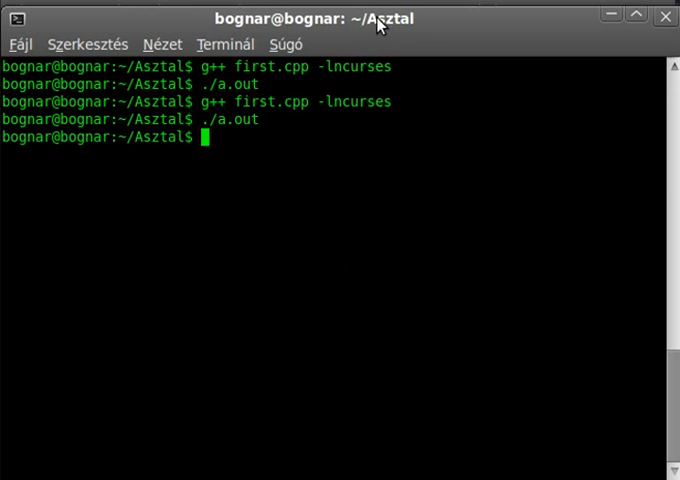 bognar@bognar: ~/Asztal
Fájl Szerkesztés Nézet Terminál Súgó
bognar@bognar:~/Asztal$ g++ first.cpp -lncurses
bognar@bognar:~/Asztal$ ./a.out
bognar@bognar:~/Asztal$ g++ first.cpp -lncurses
bognar@bognar:~/Asztal$ ./a.out
bognar@bognar:~/Asztal$